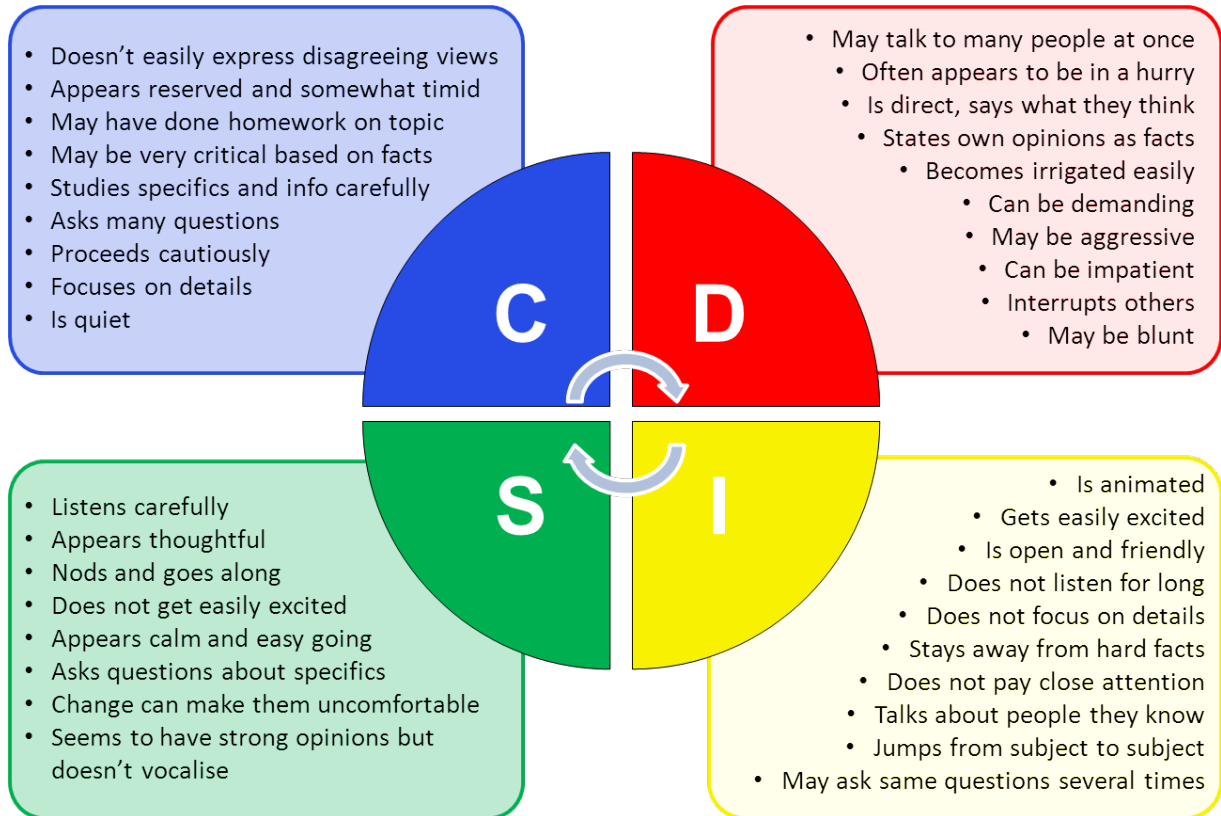 • Doesn’t easily express disagreeing views
• Appears reserved and somewhat timid
• May have done homework on topic
• May be very critical based on facts
• Studies specifics and info carefully
• Asks many questions
• Proceeds cautiously
• Focuses on details
• Is quiet
• May talk to many people at once
• Often appears to be in a hurry
• Is direct, says what they think
• States own opinions as facts
• Becomes irrigated easily
• Can be demanding
• May be aggressive
• Can be impatient
• Interrupts others
• May be blunt
C
D
S
I
• Listens carefully
• Appears thoughtful
• Nods and goes along
• Does not get easily excited
• Appears calm and easy going
• Asks questions about specifics
• Change can make them uncomfortable
• Seems to have strong opinions but
doesn’t vocalise
• Is animated
• Gets easily excited
• Is open and friendly
• Does not listen for long
• Does not focus on details
• Stays away from hard facts
• Does not pay close attention
• Talks about people they know
• Jumps from subject to subject
• May ask same questions several times